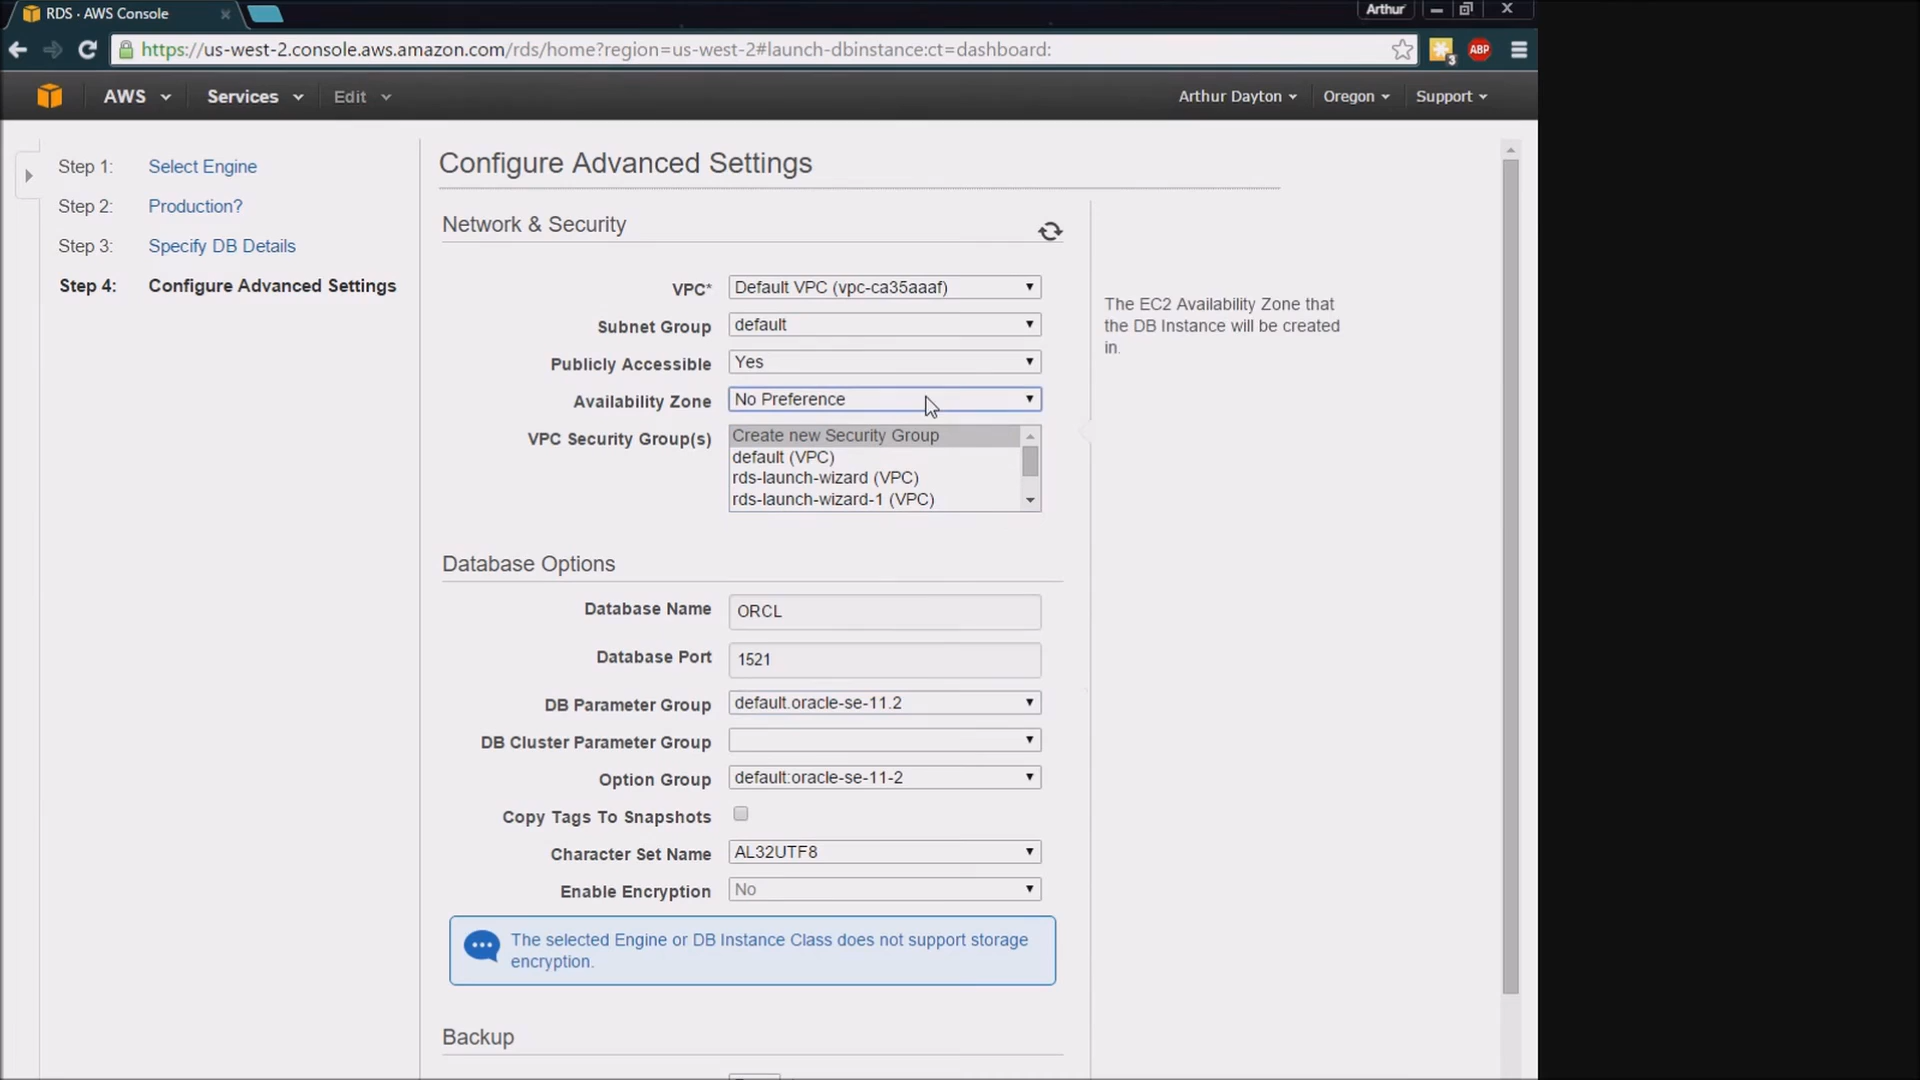 RDS · AWS Console
Arthur
https://us-west-2.console.aws.amazon.com/rds/home?region=us-west-2#launch-dbinstance:ct=dashboard:
3
ABP
AWS
Services
Edit
Arthur Dayton
Oregon
Support
Step 1: Select Engine
Step 2: Production?
Step 3: Specify DB Details
Step 4: Configure Advanced Settings
Configure Advanced Settings
Network & Security
VPC* Default VPC (vpc-ca35aaaf)
Subnet Group default
Publicly Accessible Yes
Availability Zone No Preference
VPC Security Group(s) Create new Security Group
default (VPC)
rds-launch-wizard (VPC)
rds-launch-wizard-1 (VPC)
The EC2 Availability Zone that
the DB Instance will be created
in.
Database Options
Database Name ORCL
Database Port 1521
DB Parameter Group default.oracle-se-11.2
DB Cluster Parameter Group
Option Group default:oracle-se-11-2
Copy Tags To Snapshots
Character Set Name AL32UTF8
Enable Encryption No
The selected Engine or DB Instance Class does not support storage
encryption.
Backup